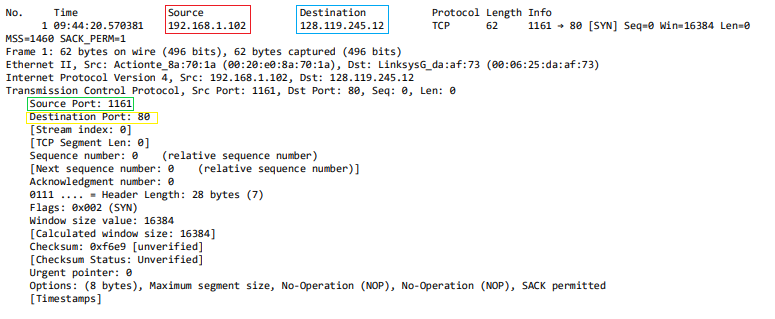 No. Time Source Destination Protocol Length Info
1 09:44:20.570381 192.168.1.102 128.119.245.12 TCP 62 1161 → 80 [SYN] Seq=0 Win=16384 Len=0
MSS=1460 SACK_PERM=1
Frame 1: 62 bytes on wire (496 bits), 62 bytes captured (496 bits)
Ethernet II, Src: Actionte_8a:70:1a (00:20:e0:8a:70:1a), Dst: LinksysG_da:af:73 (00:06:25:da:af:73)
Internet Protocol Version 4, Src: 192.168.1.102, Dst: 128.119.245.12
Transmission Control Protocol, Src Port: 1161, Dst Port: 80, Seq: 0, Len: 0
Source Port: 1161
Destination Port: 80
[Stream index: 0]
[TCP Segment Len: 0]
Sequence number: 0 (relative sequence number)
[Next sequence number: 0 (relative sequence number)]
Acknowledgment number: 0
0111 .... = Header Length: 28 bytes (7)
Flags: 0x002 (SYN)
Window size value: 16384
[Calculated window size: 16384]
Checksum: 0xf6e9 [unverified]
[Checksum Status: Unverified]
Urgent pointer: 0
Options: (8 bytes), Maximum segment size, No-Operation (NOP), No-Operation (NOP), SACK permitted
[Timestamps]